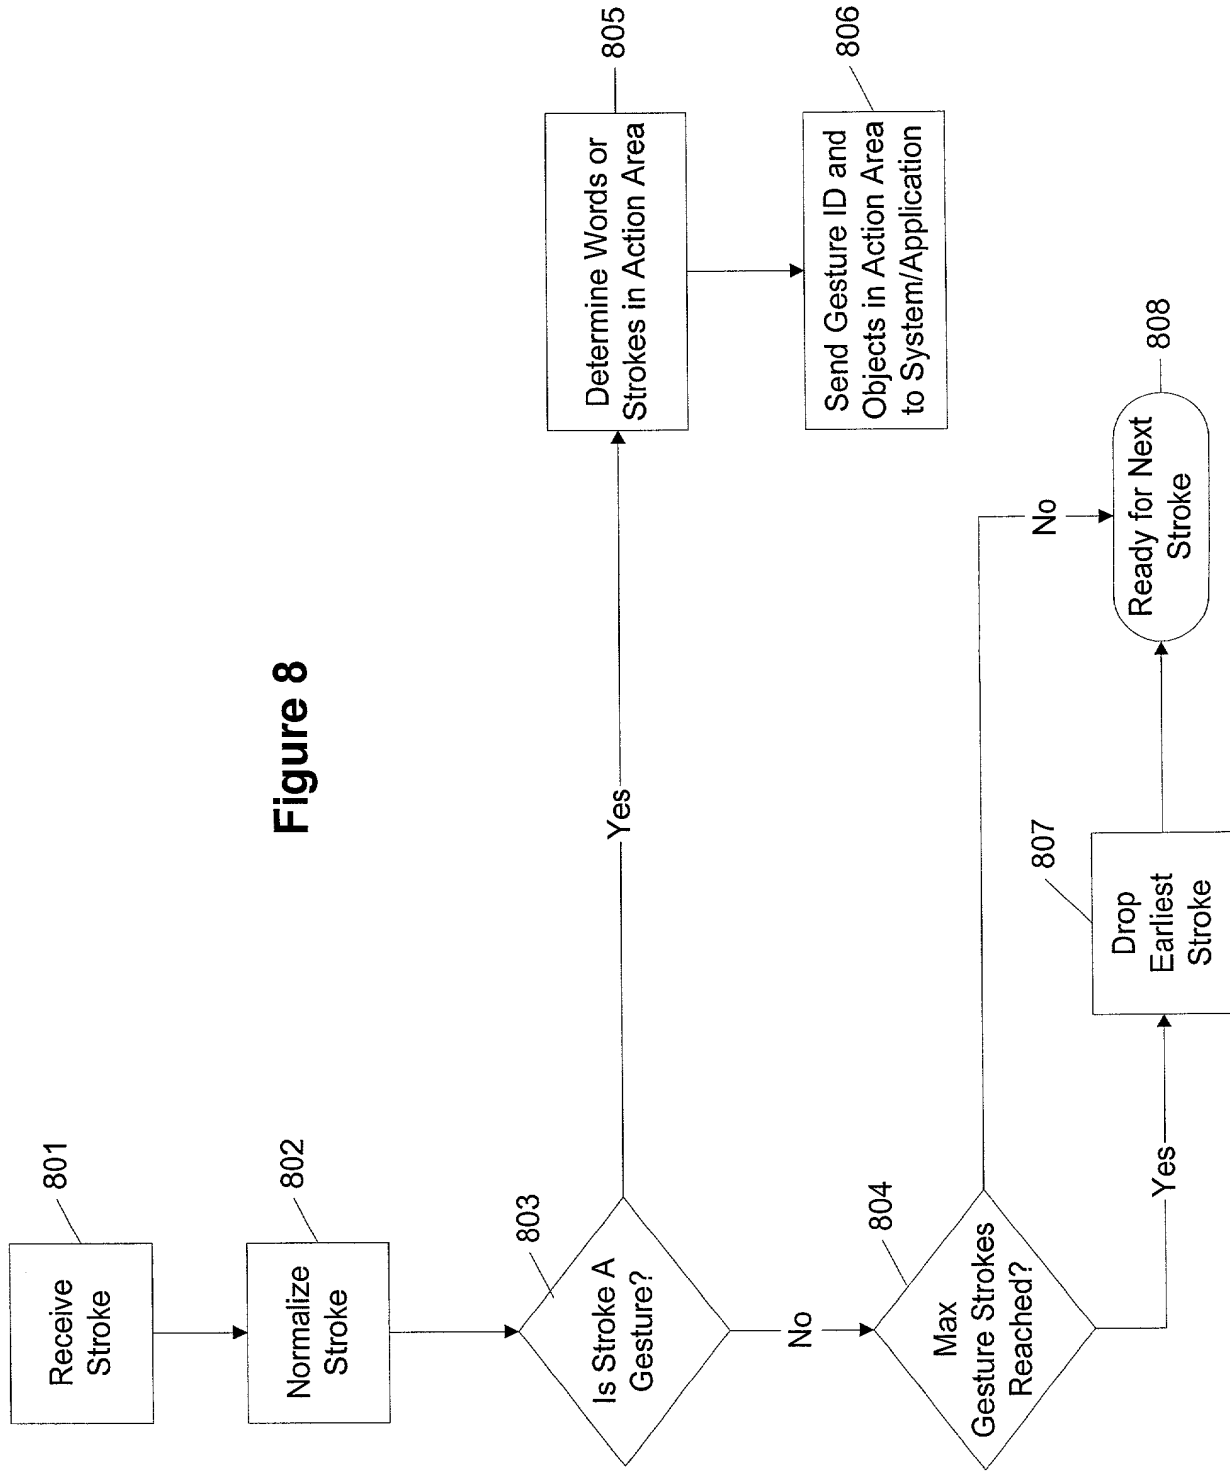 Figure 8
801
Receive
Stroke
802
Normalize
Stroke
803
Is Stroke A
Gesture?
Yes
805
Determine Words or
Strokes in Action Area
806
Send Gesture ID and
Objects in Action Area
to System/Application
No
804
Max
Gesture Strokes
Reached?
No
Yes
807
Drop
Earliest
Stroke
808
Ready for Next
Stroke